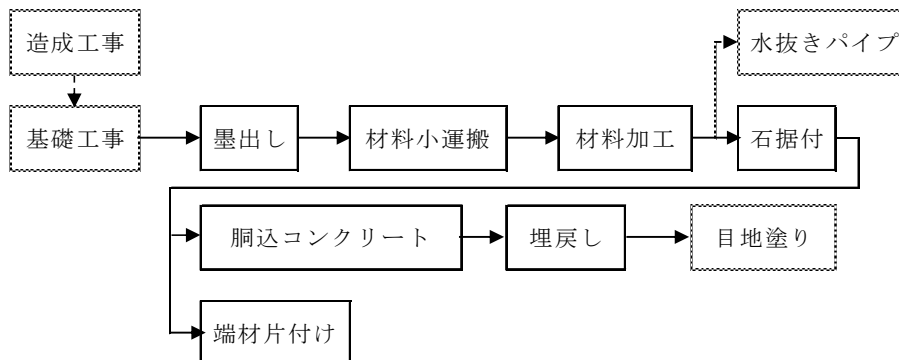 造成工事
水抜きパイプ
基礎工事
墨出し
材料小運搬
材料加工
石据付
胴込コンクリート
埋戻し
目地塗り
端材片付け